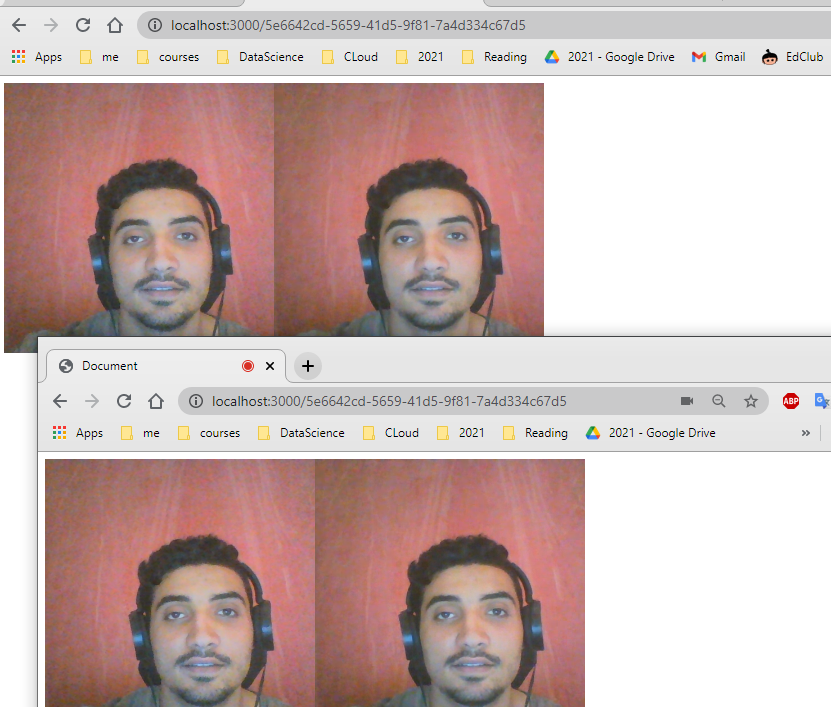 localhost:3000/5e6642cd-5659-41d5-9f81-7a4d334c67d5
Apps me courses DataScience CLoud 2021 Reading 2021 - Google Drive Gmail EdClub
Document
localhost:3000/5e6642cd-5659-41d5-9f81-7a4d334c67d5
ABP G
Apps me courses DataScience CLoud 2021 Reading 2021 - Google Drive »